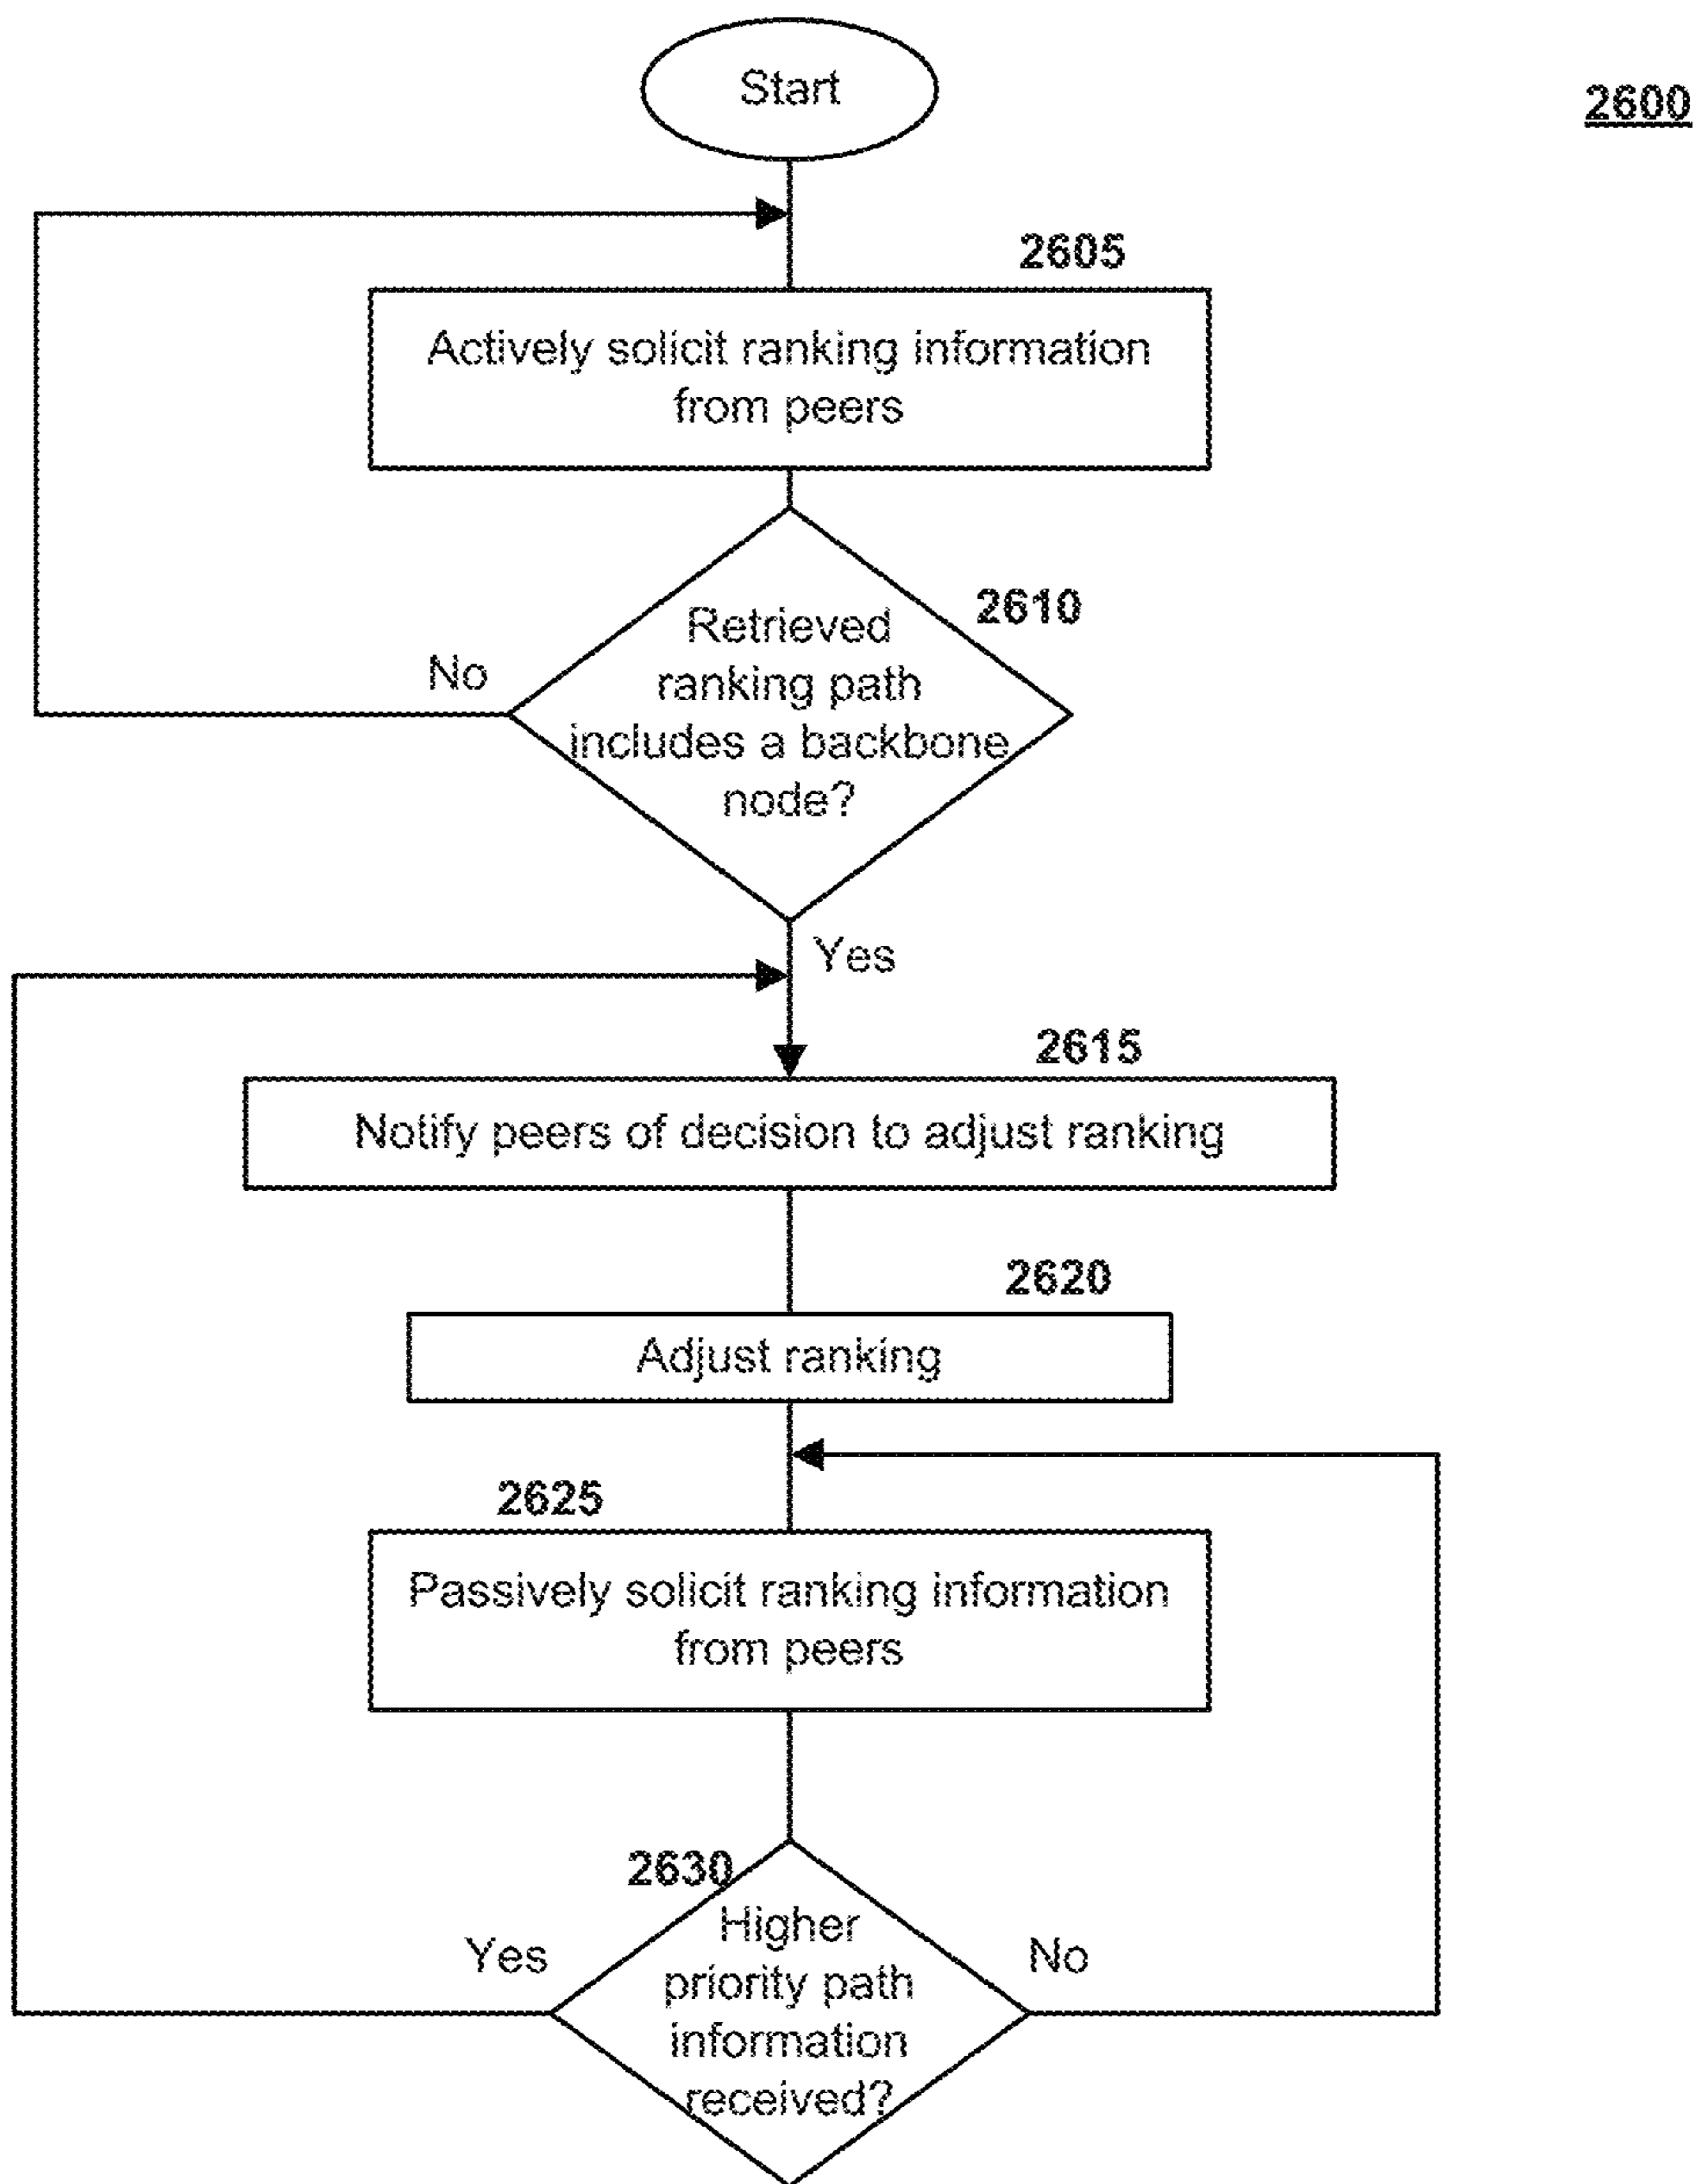 Start
2600
2605
Actively solicit ranking information
from peers
2610
Retrieved
ranking path
includes a backbone
node?
No
Yes
2615
Notify peers of decision to adjust ranking
2620
Adjust ranking
2625
Passively solicit ranking information
from peers
2630
Higher
priority path
information
received?
Yes
No